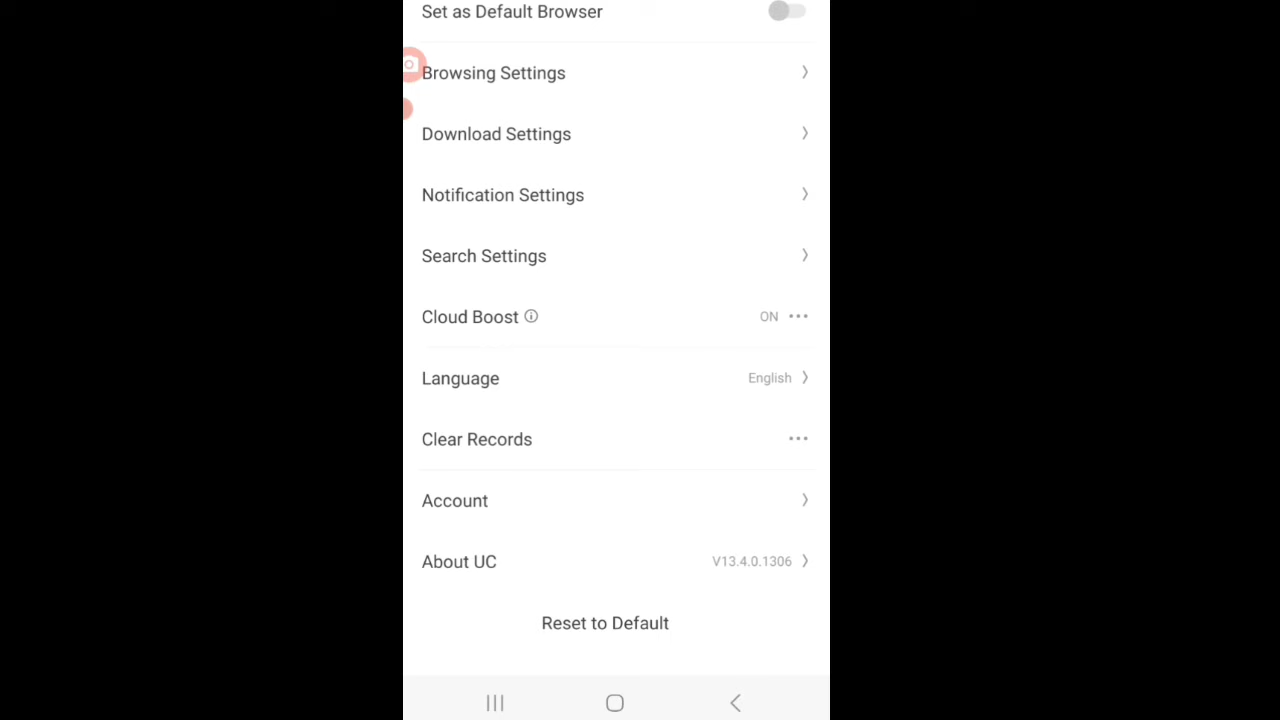 Set as Default Browser
Browsing Settings
Download Settings
Notification Settings
Search Settings
Cloud Boost ON
Language English
Clear Records
Account
About UC V13.4.0.1306
Reset to Default